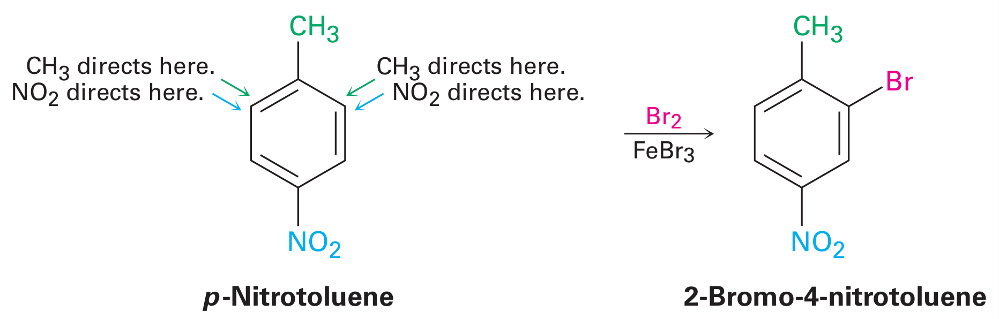 CH3
CH3 directs here.
NO2 directs here.
CH3 directs here.
NO2 directs here.
NO2
p-Nitrotoluene
Br2
FeBr3
CH3
Br
NO2
2-Bromo-4-nitrotoluene